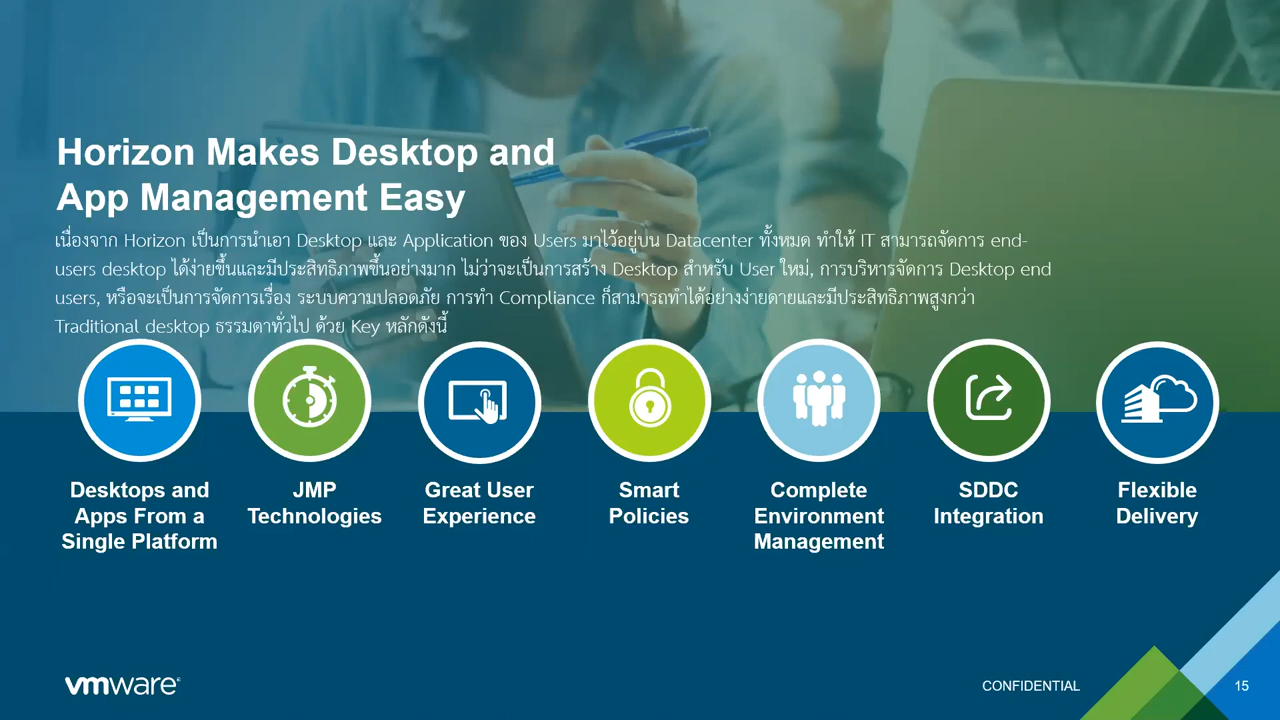 Horizon Makes Desktop and
App Management Easy
เนื่องจาก Horizon เป็นการนำเอา Desktop และ Application ของ Users มาไว้อยู่บน Datacenter ทั้งหมด ทำให้ IT สามารถจัดการ end-
users desktop ได้ง่ายขึ้นและมีประสิทธิภาพขึ้นอย่างมาก ไม่ว่าจะเป็นการสร้าง Desktop สำหรับ User ใหม่, การบริหารจัดการ Desktop end
users, หรือจะเป็นการจัดการเรื่อง ระบบความปลอดภัย การทำ Compliance ก็สามารถทำได้อย่างง่ายดายและมีประสิทธิภาพสูงกว่า
Traditional desktop ธรรมดาทั่วไป ด้วย Key หลักดังนี้
Desktops and
Apps From a
Single Platform
JMP
Technologies
Great User
Experience
Smart
Policies
Complete
Environment
Management
SDDC
Integration
Flexible
Delivery
vmware
CONFIDENTIAL
15